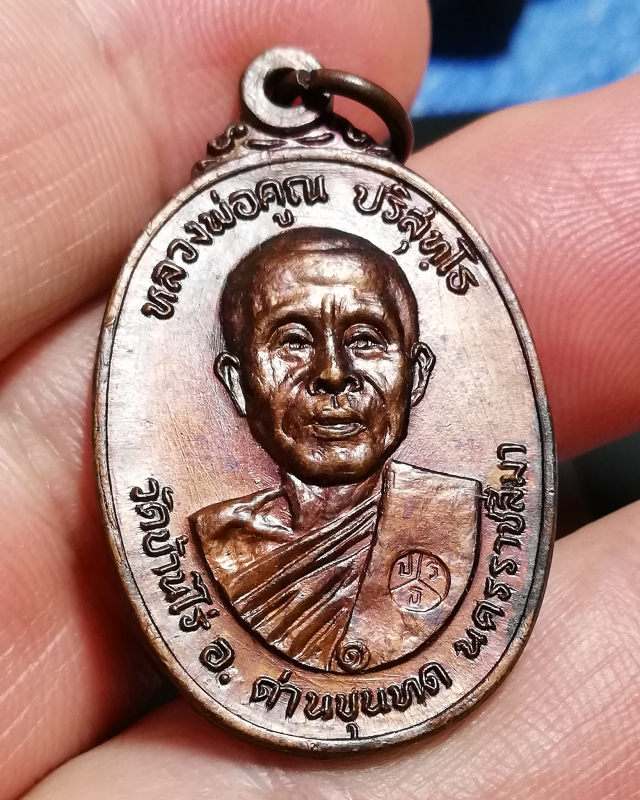 หลวงพ่อคูณ ปริสุทฺโธ
๑
วัดบ้านไร่ อ. ด่านขุนทด นครราชสีมา